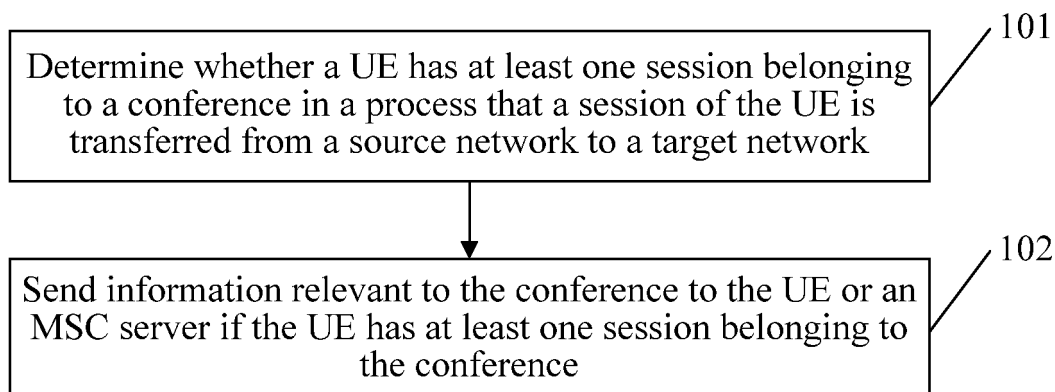 101
Determine whether a UE has at least one session belonging
to a conference in a process that a session of the UE is
transferred from a source network to a target network
102
Send information relevant to the conference to the UE or an
MSC server if the UE has at least one session belonging to
the conference